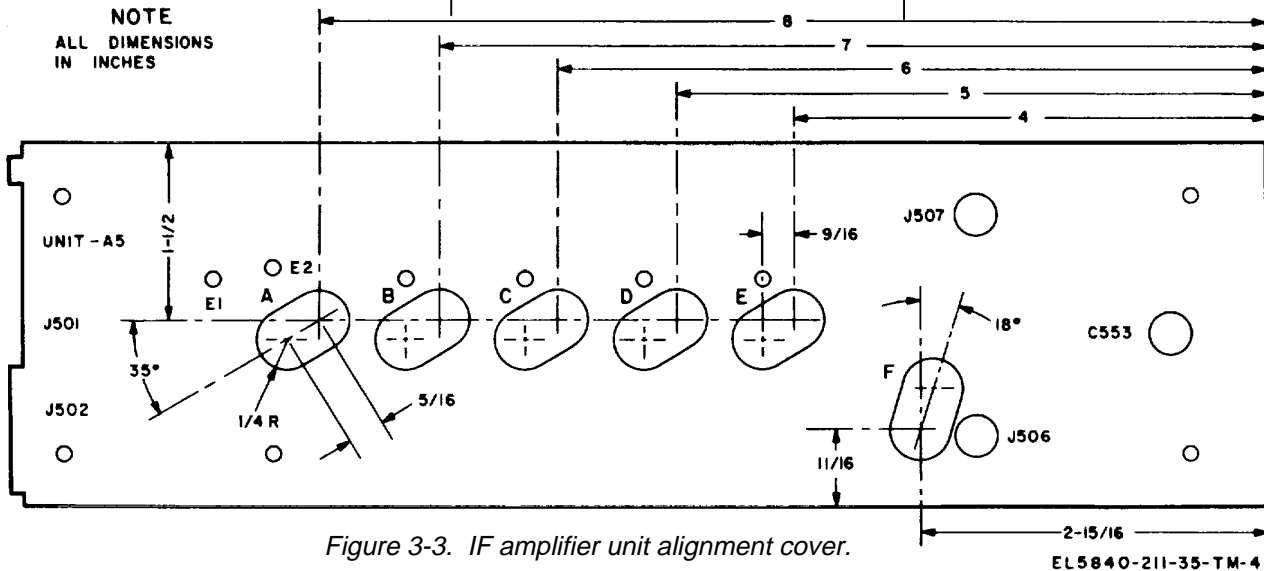 NOTE
ALL DIMENSIONS
IN INCHES
8
7
6
5
4
1-1/2
UNIT-A5
J507
9/16
E2
E1
A
B
C
D
E
J501
18°
C553
35°
F
5/16
J502
1/4 R
J506
11/16
2-15/16
Figure 3-3. IF amplifier unit alignment cover.
EL5840-211-35-TM-4